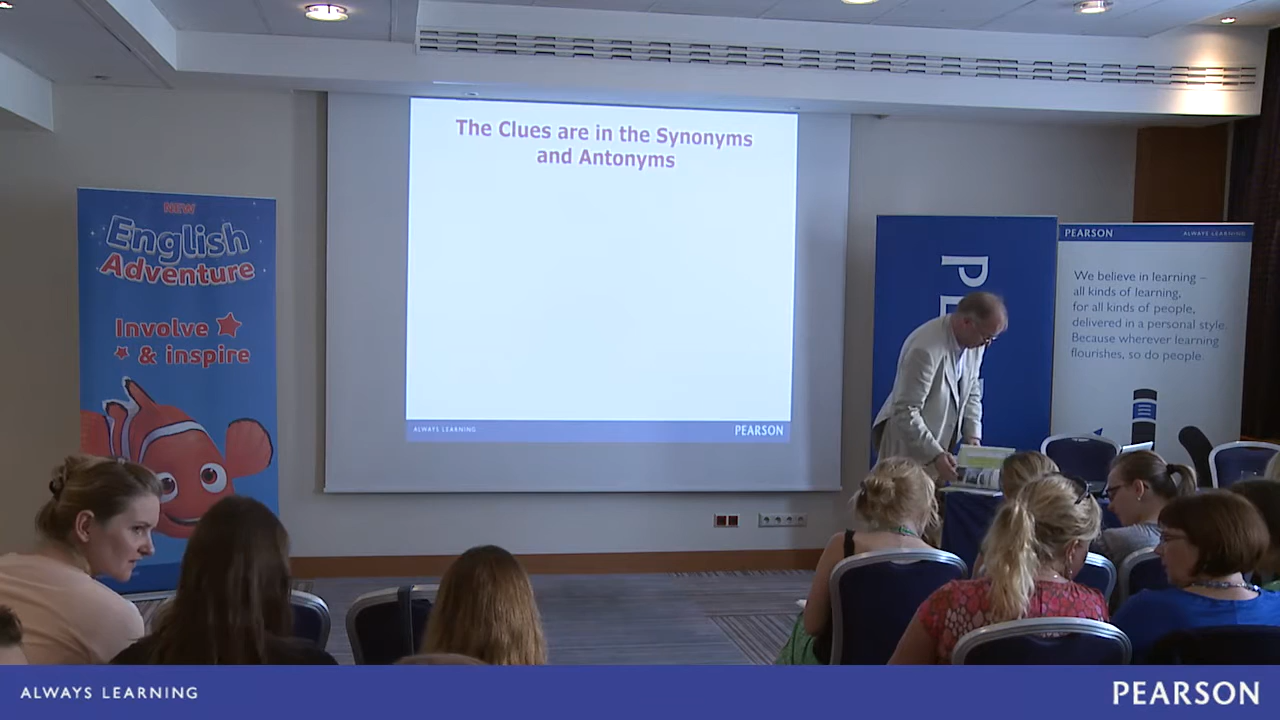 The Clues are in the Synonyms
and Antonyms
ALWAYS LEARNING
PEARSON
NEW
English
Adventure
Involve
& inspire
PE
PEARSON
ALWAYS LEARNING
We believe in learning –
all kinds of learning,
for all kinds of people,
delivered in a personal style.
Because wherever learning
flourishes, so do people.
ALWAYS LEARNING
PEARSON